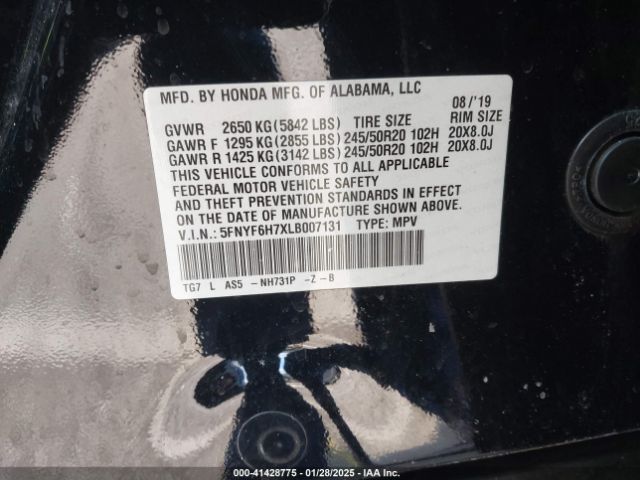 MFD. BY HONDA MFG. OF ALABAMA, LLC
08/'19
GVWR 2650 KG (5842 LBS) TIRE SIZE RIM SIZE
GAWR F 1295 KG (2855 LBS) 245/50R20 102H 20X8.0J
GAWR R 1425 KG (3142 LBS) 245/50R20 102H 20X8.0J
THIS VEHICLE CONFORMS TO ALL APPLICABLE
FEDERAL MOTOR VEHICLE SAFETY
AND THEFT PREVENTION STANDARDS IN EFFECT
ON THE DATE OF MANUFACTURE SHOWN ABOVE.
V.I.N.: 5FNYF6H7XLB007131 TYPE: MPV
TG7 L AS5 -NH731P -Z-B
000-41428775 | 01/28/2025 | IAA Inc.